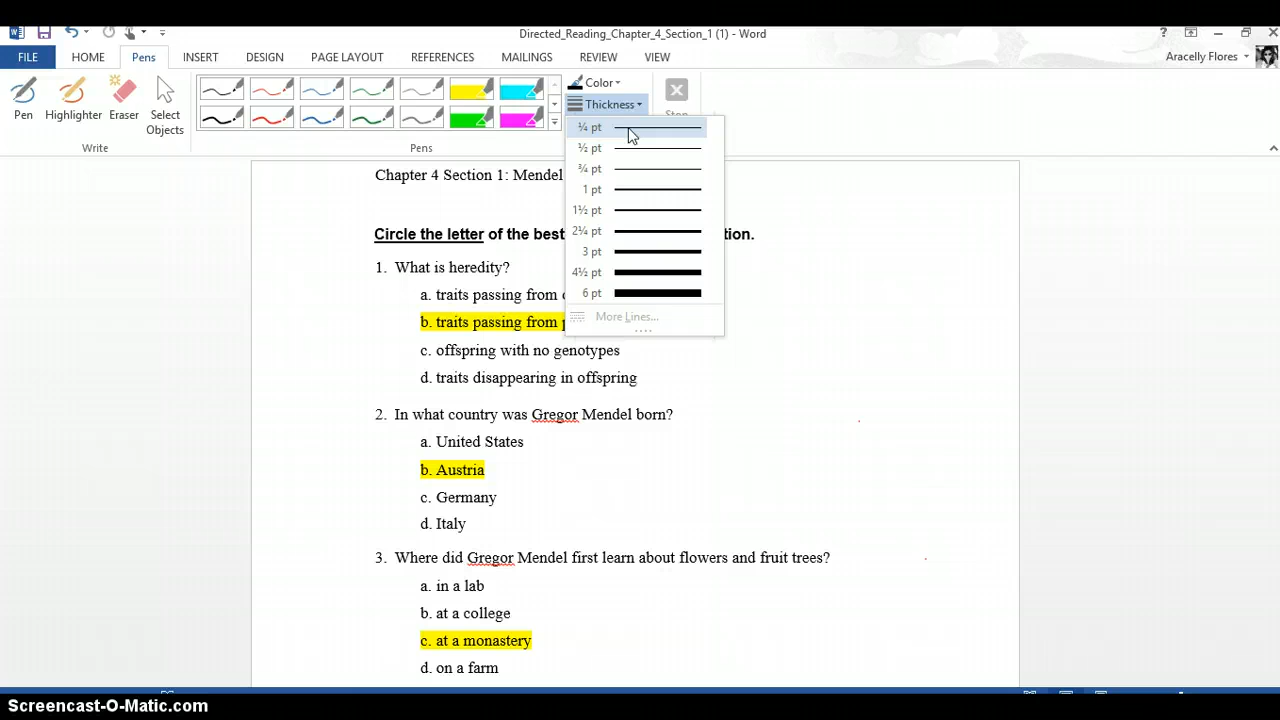 Directed_Reading_Chapter_4_Section_1 (1) - Word
FILE HOME Pens INSERT DESIGN PAGE LAYOUT REFERENCES MAILINGS REVIEW VIEW Aracelly Flores
Pen Highlighter Eraser Select Objects
Color
Thickness
Stop
Write Pens
¼ pt
½ pt
¾ pt
1 pt
1½ pt
2¼ pt
3 pt
4½ pt
6 pt
More Lines...
Chapter 4 Section 1: Mendel
Circle the letter of the best tion.
1. What is heredity?
a. traits passing from
b. traits passing from
c. offspring with no genotypes
d. traits disappearing in offspring
2. In what country was Gregor Mendel born?
a. United States
b. Austria
c. Germany
d. Italy
3. Where did Gregor Mendel first learn about flowers and fruit trees?
a. in a lab
b. at a college
c. at a monastery
d. on a farm
Screencast-O-Matic.com